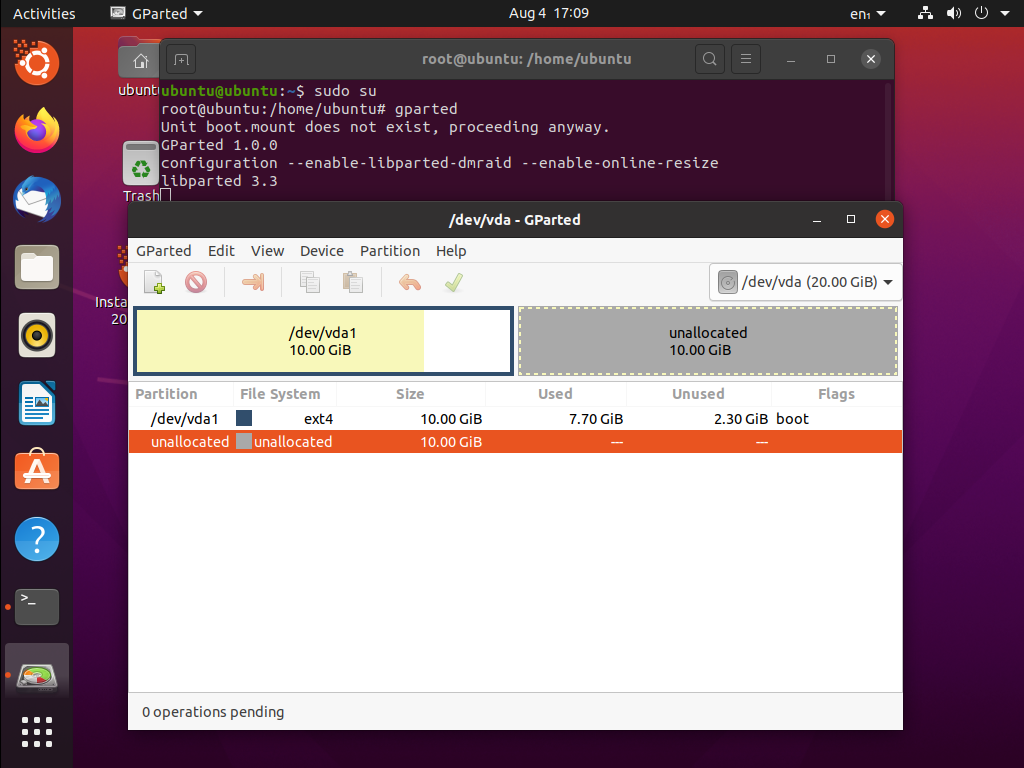 Activities
GParted
Aug 4 17:09
en₁
root@ubuntu: /home/ubuntu
ubuntu@ubuntu:~$ sudo su
root@ubuntu:/home/ubuntu# gparted
Unit boot.mount does not exist, proceeding anyway.
GParted 1.0.0
configuration --enable-libparted-dmraid --enable-online-resize
libparted 3.3
ubuntu
Trash
Insta
20
/dev/vda - GParted
GParted Edit View Device Partition Help
/dev/vda (20.00 GiB)
/dev/vda1
10.00 GiB
unallocated
10.00 GiB
Partition File System Size Used Unused Flags
/dev/vda1 ext4 10.00 GiB 7.70 GiB 2.30 GiB boot
unallocated unallocated 10.00 GiB --- ---
0 operations pending